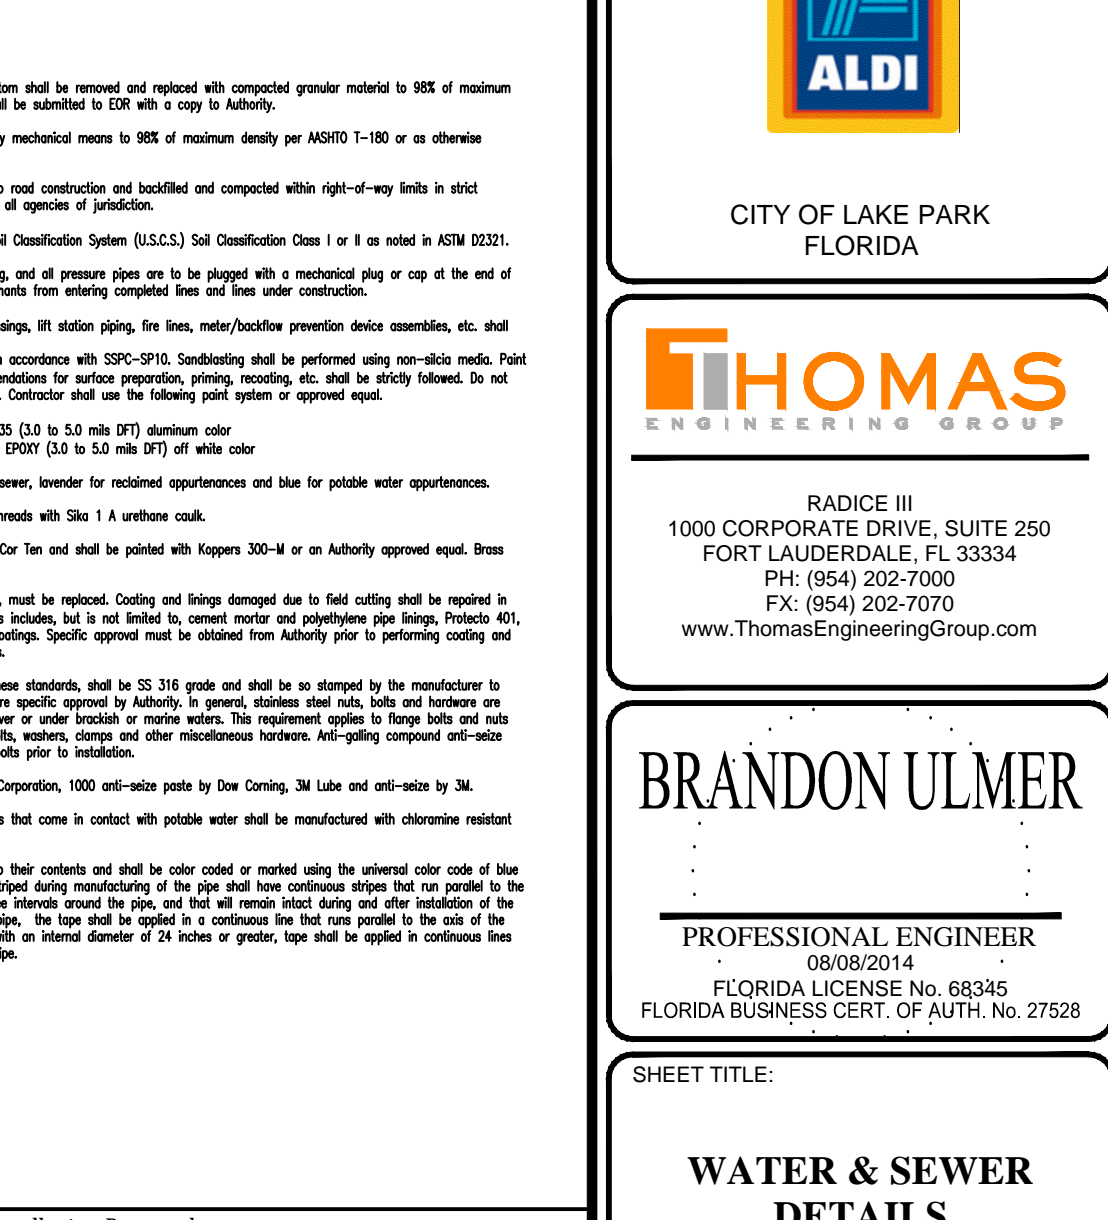 tom shall be removed and replaced with compacted granular material to 98% of maximum
ll be submitted to EOR with a copy to Authority.
y mechanical means to 98% of maximum density per AASHTO T-180 or as otherwise
o road construction and backfilled and compacted within right-of-way limits in strict
all agencies of jurisdiction.
il Classification System (U.S.C.S.) Soil Classification Class I or II as noted in ASTM D2321.
g, and all pressure pipes are to be plugged with a mechanical plug or cap at the end of
nants from entering completed lines and lines under construction.
sings, lift station piping, fire lines, meter/backflow prevention device assemblies, etc. shall
n accordance with SSPC-SP10. Sandblasting shall be performed using non-silcia media. Paint
endations for surface preparation, priming, recoating, etc. shall be strictly followed. Do not
. Contractor shall use the following paint system or approved equal.
35 (3.0 to 5.0 mils DFT) aluminum color
EPOXY (3.0 to 5.0 mils DFT) off white color
sewer, lavender for reclaimed appurtenances and blue for potable water appurtenances.
hreads with Sika 1 A urethane caulk.
Cor Ten and shall be painted with Koppers 300-M or an Authority approved equal. Brass
, must be replaced. Coating and linings damaged due to field cutting shall be repaired in
s includes, but is not limited to, cement mortar and polyethylene pipe linings, Protecto 401,
oatings. Specific approval must be obtained from Authority prior to performing coating and
s.
hese standards, shall be SS 316 grade and shall be so stamped by the manufacturer to
re specific approval by Authority. In general, stainless steel nuts, bolts and hardware are
ver or under brackish or marine waters. This requirement applies to flange bolts and nuts
lts, washers, clamps and other miscellaneous hardware. Anti-galling compound anti-seize
olts prior to installation.
Corporation, 1000 anti-seize paste by Dow Corning, 3M Lube and anti-seize by 3M.
s that come in contact with potable water shall be manufactured with chloramine resistant
o their contents and shall be color coded or marked using the universal color code of blue
triped during manufacturing of the pipe shall have continuous stripes that run parallel to the
ee intervals around the pipe, and that will remain intact during and after installation of the
pipe, the tape shall be applied in a continuous line that runs parallel to the axis of the
with an internal diameter of 24 inches or greater, tape shall be applied in continuous lines
ipe.
ALDI
CITY OF LAKE PARK
FLORIDA
THOMAS
ENGINEERING GROUP
RADICE III
1000 CORPORATE DRIVE, SUITE 250
FORT LAUDERDALE, FL 33334
PH: (954) 202-7000
FX: (954) 202-7070
www.ThomasEngineeringGroup.com
BRANDON ULMER
PROFESSIONAL ENGINEER
08/08/2014
FLORIDA LICENSE No. 68345
FLORIDA BUSINESS CERT. OF AUTH. No. 27528
SHEET TITLE:
WATER & SEWER
DETAILS